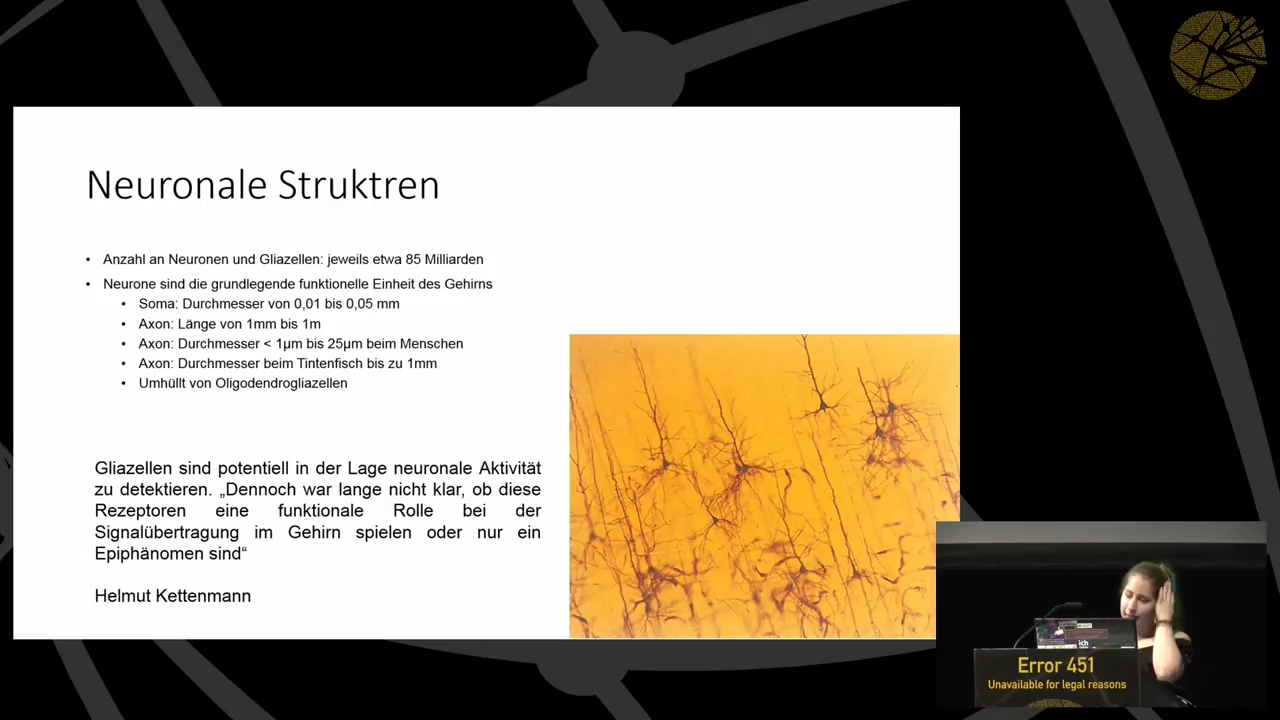 Neuronale Struktren
• Anzahl an Neuronen und Gliazellen: jeweils etwa 85 Milliarden
• Neurone sind die grundlegende funktionelle Einheit des Gehirns
• Soma: Durchmesser von 0,01 bis 0,05 mm
• Axon: Länge von 1mm bis 1m
• Axon: Durchmesser < 1µm bis 25µm beim Menschen
• Axon: Durchmesser beim Tintenfisch bis zu 1mm
• Umhüllt von Oligodendrogliazellen
Gliazellen sind potentiell in der Lage neuronale Aktivität
zu detektieren. „Dennoch war lange nicht klar, ob diese
Rezeptoren eine funktionale Rolle bei der
Signalübertragung im Gehirn spielen oder nur ein
Epiphänomen sind“
Helmut Kettenmann
ich
Error 451
Unavailable for legal reasons